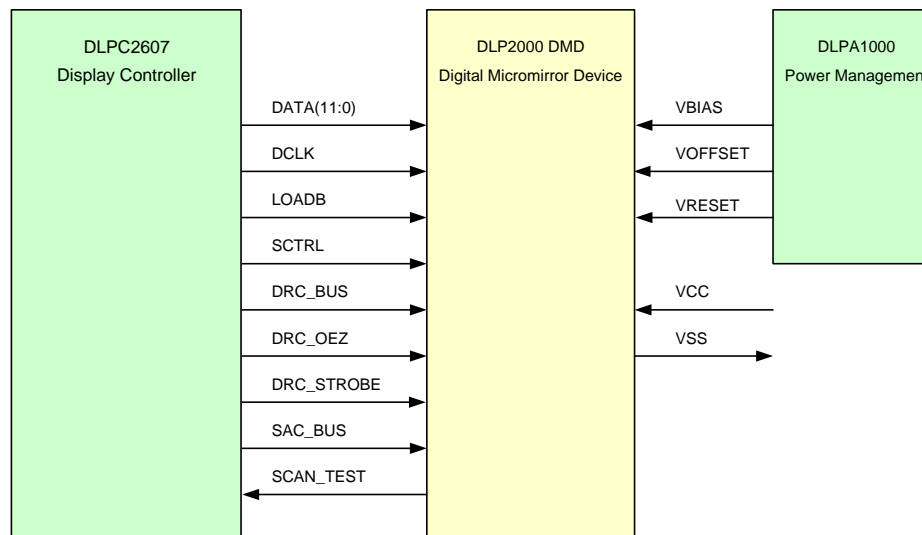 DLPC2607
Display Controller
DLP2000 DMD
Digital Micromirror Device
DLPA1000
Power Managemen
DATA(11:0)
DCLK
LOADB
SCTRL
DRC_BUS
DRC_OEZ
DRC_STROBE
SAC_BUS
SCAN_TEST
VBIAS
VOFFSET
VRESET
VCC
VSS